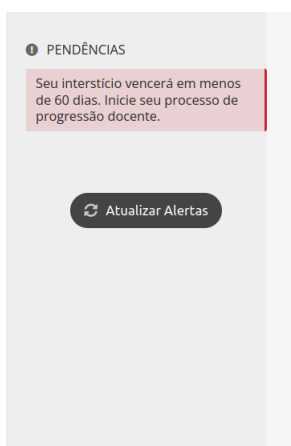 PENDÊNCIAS
Seu interstício vencerá em menos
de 60 dias. Inicie seu processo de
progressão docente.
Atualizar Alertas